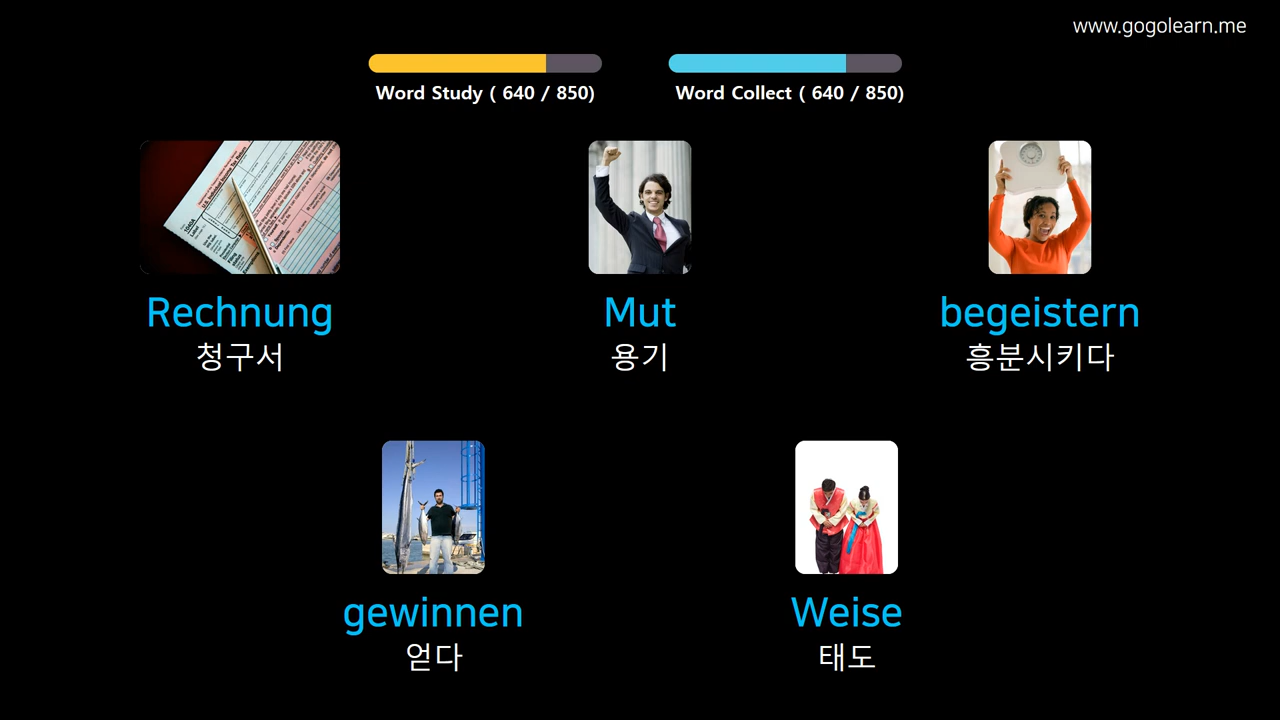 www.gogolearn.me
Word Study ( 640 / 850)
Word Collect ( 640 / 850)
Rechnung
청구서
Mut
용기
begeistern
흥분시키다
gewinnen
얻다
Weise
태도